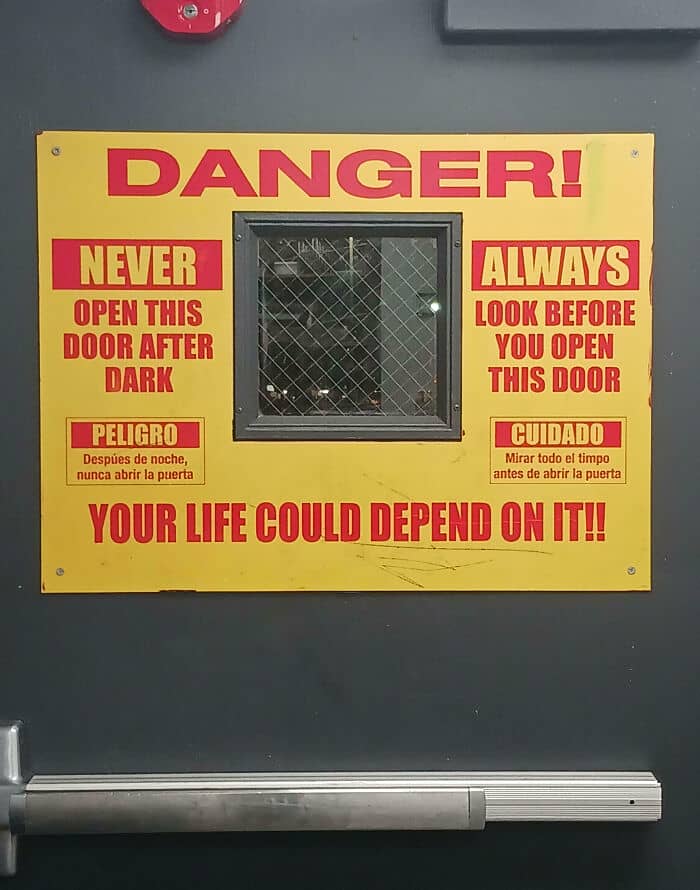 DANGER!
NEVER
OPEN THIS
DOOR AFTER
DARK
PELIGRO
Despúes de noche,
nunca abrir la puerta
ALWAYS
LOOK BEFORE
YOU OPEN
THIS DOOR
CUIDADO
Mirar todo el timpo
antes de abrir la puerta
YOUR LIFE COULD DEPEND ON IT!!